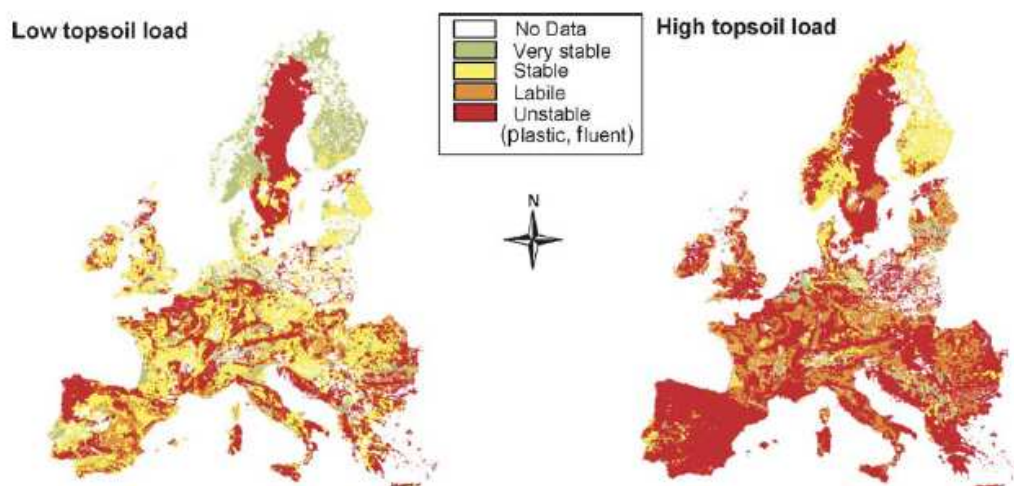 Low topsoil load
No Data
Very stable
Stable
Labile
Unstable
(plastic, fluent)
High topsoil load
N